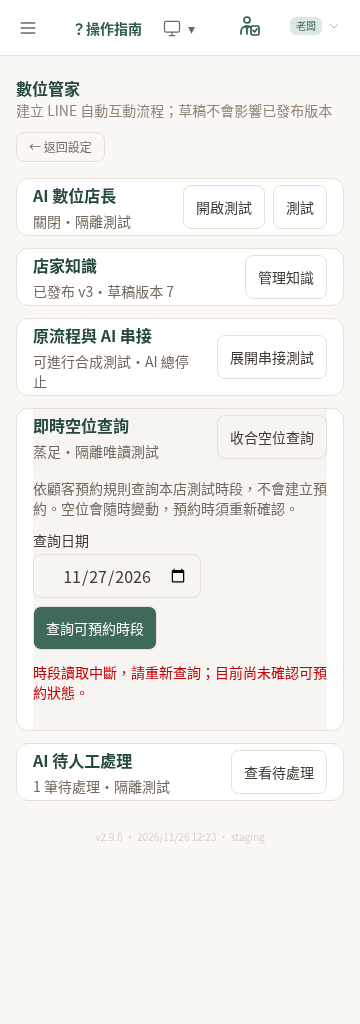 ?操作指南
▼
老闆
數位管家
建立 LINE 自動互動流程；草稿不會影響已發布版本
← 返回設定
AI 數位店長
關閉・隔離測試
開啟測試
測試
店家知識
已發布 v3・草稿版本 7
管理知識
原流程與 AI 串接
可進行合成測試・AI 總停
止
展開串接測試
即時空位查詢
蒸足・隔離唯讀測試
收合空位查詢
依顧客預約規則查詢本店測試時段，不會建立預
約。空位會隨時變動，預約時須重新確認。
查詢日期
11/27/2026
查詢可預約時段
時段讀取中斷，請重新查詢；目前尚未確認可預
約狀態。
AI 待人工處理
1 筆待處理・隔離測試
查看待處理
v2.9.0 · 2026/11/26 12:23 · staging